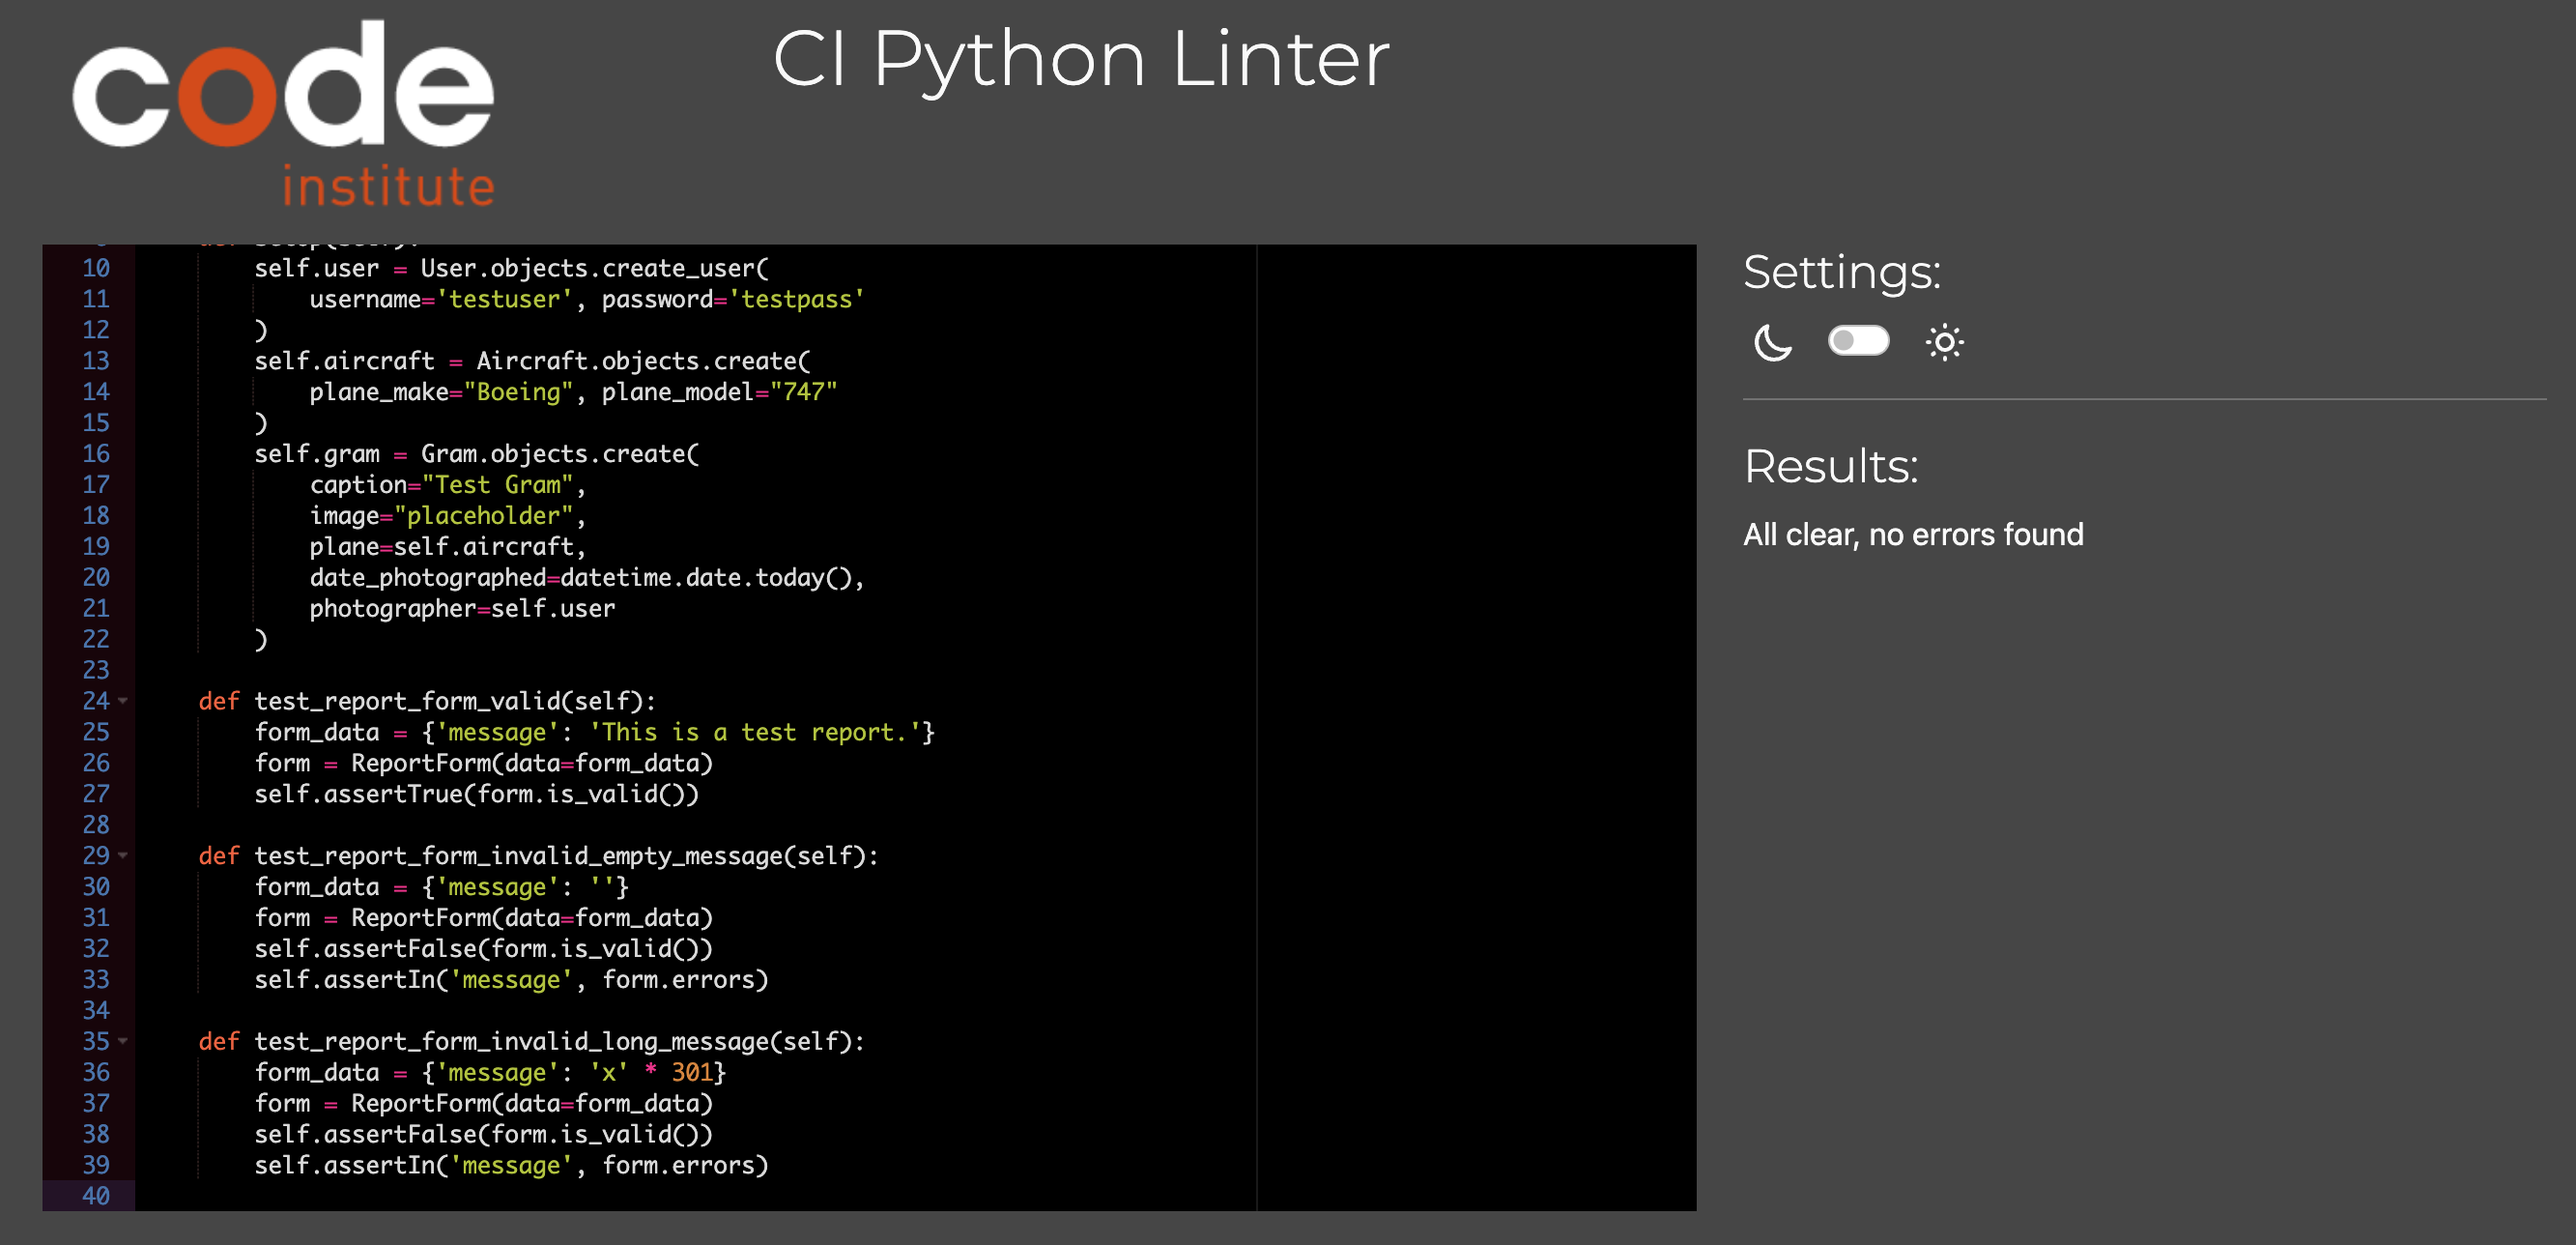 code
institute
CI Python Linter
10 self.user = User.objects.create_user(
11 username='testuser', password='testpass'
12 )
13 self.aircraft = Aircraft.objects.create(
14 plane_make="Boeing", plane_model="747"
15 )
16 self.gram = Gram.objects.create(
17 caption="Test Gram",
18 image="placeholder",
19 plane=self.aircraft,
20 date_photographed=datetime.date.today(),
21 photographer=self.user
22 )
23
24 def test_report_form_valid(self):
25 form_data = {'message': 'This is a test report.'}
26 form = ReportForm(data=form_data)
27 self.assertTrue(form.is_valid())
28
29 def test_report_form_invalid_empty_message(self):
30 form_data = {'message': ''}
31 form = ReportForm(data=form_data)
32 self.assertFalse(form.is_valid())
33 self.assertIn('message', form.errors)
34
35 def test_report_form_invalid_long_message(self):
36 form_data = {'message': 'x' * 301}
37 form = ReportForm(data=form_data)
38 self.assertFalse(form.is_valid())
39 self.assertIn('message', form.errors)
40
Settings:
Results:
All clear, no errors found